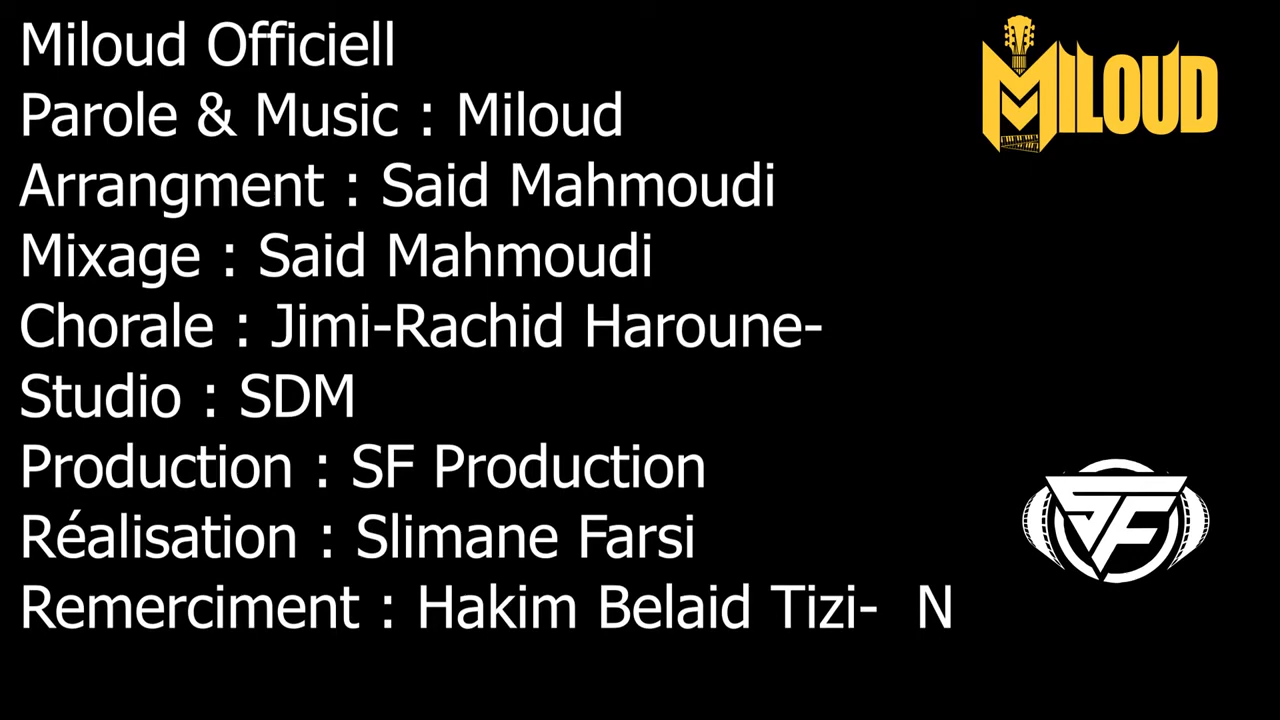 Miloud Officiell
MILOUD
Parole & Music : Miloud
Arrangment : Said Mahmoudi
Mixage : Said Mahmoudi
Chorale : Jimi-Rachid Haroune-
Studio : SDM
Production : SF Production
SF
Réalisation : Slimane Farsi
Remerciment : Hakim Belaid Tizi-  N